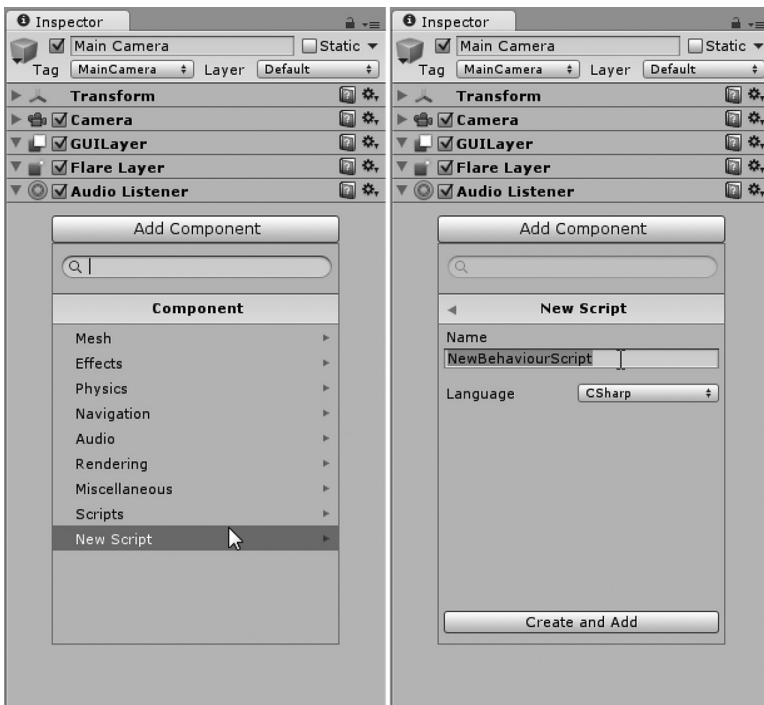 Inspector
Main Camera Static
Tag MainCamera Layer Default
Transform
Camera
GUILayer
Flare Layer
Audio Listener
Add Component
Component
Mesh
Effects
Physics
Navigation
Audio
Rendering
Miscellaneous
Scripts
New Script
Inspector
Main Camera Static
Tag MainCamera Layer Default
Transform
Camera
GUILayer
Flare Layer
Audio Listener
Add Component
New Script
Name
NewBehaviourScript
Language CSharp
Create and Add